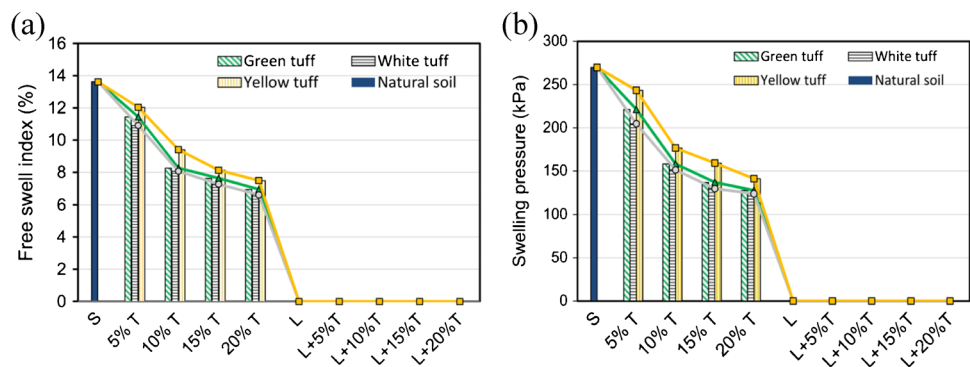 (a)
16
14
12
10
8
6
4
2
0
Free swell index (%)
Green tuff
White tuff
Yellow tuff
Natural soil
S
5% T
10% T
15% T
20% T
L
L+5%T
L+10%T
L+15%T
L+20%T
(b)
300
250
200
150
100
50
0
Swelling pressure (kPa)
Green tuff
White tuff
Yellow tuff
Natural soil
S
5% T
10% T
15% T
20% T
L
L+5%T
L+10%T
L+15%T
L+20%T